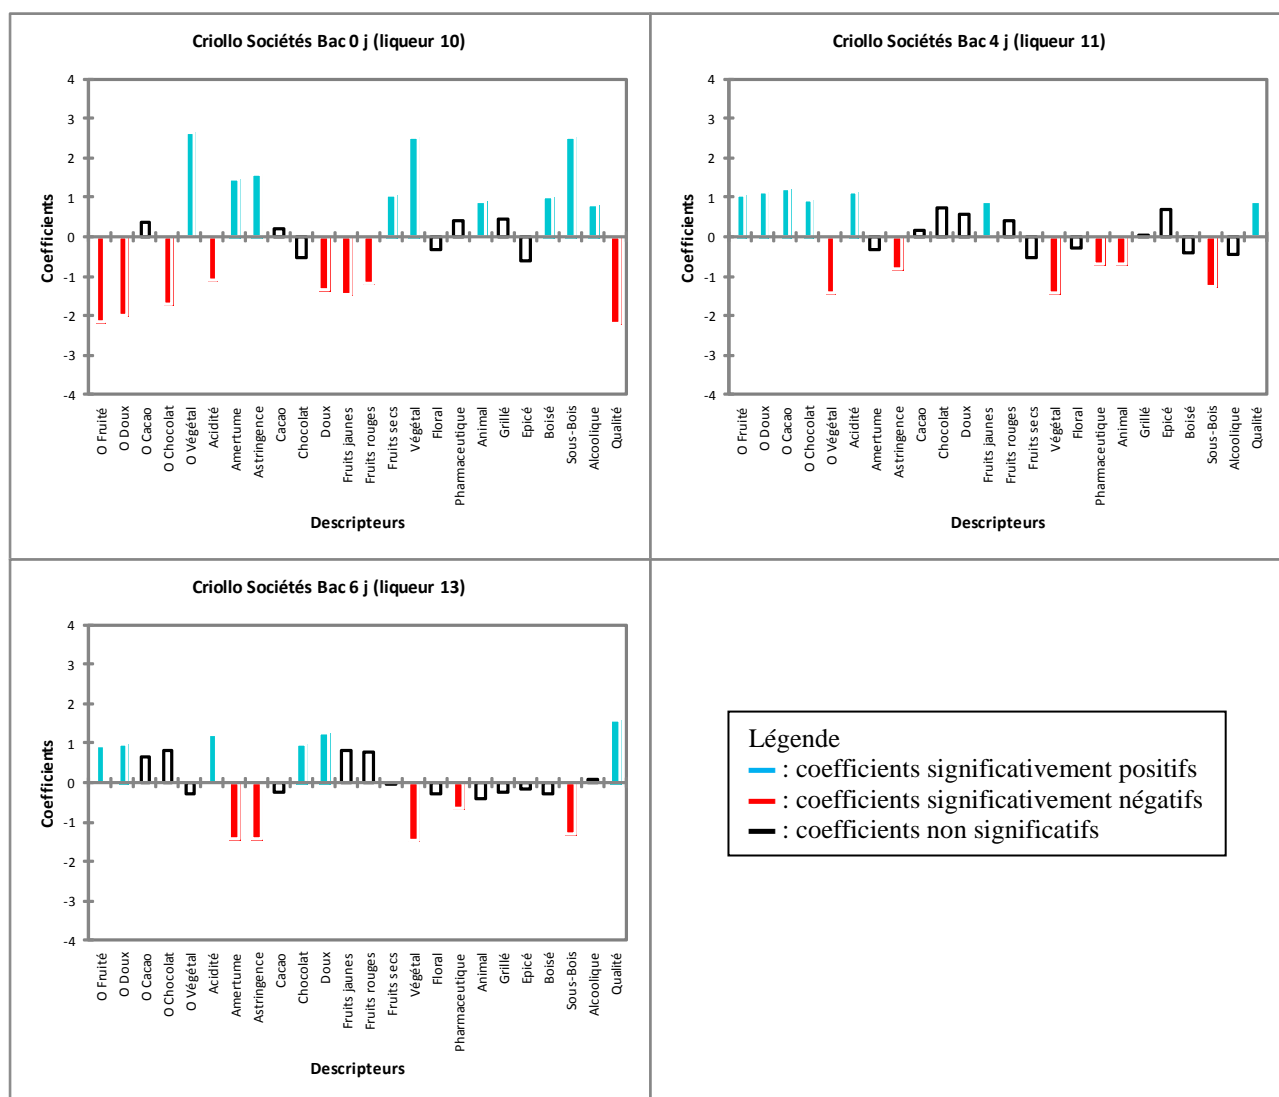 Criollo Sociétés Bac 0 j (liqueur 10)
4
3
2
1
0
-1
-2
-3
-4
Coefficients
O Fruité
O Doux
O Cacao
O Chocolat
O Végétal
Acidité
Amertume
Astringence
Cacao
Chocolat
Doux
Fruits jaunes
Fruits rouges
Fruits secs
Végétal
Floral
Pharmaceutique
Animal
Grillé
Epicé
Boisé
Sous-Bois
Alcoolique
Qualité
Descripteurs
Criollo Sociétés Bac 4 j (liqueur 11)
4
3
2
1
0
-1
-2
-3
-4
Coefficients
O Fruité
O Doux
O Cacao
O Chocolat
O Végétal
Acidité
Amertume
Astringence
Cacao
Chocolat
Doux
Fruits jaunes
Fruits rouges
Fruits secs
Végétal
Floral
Pharmaceutique
Animal
Grillé
Epicé
Boisé
Sous-Bois
Alcoolique
Qualité
Descripteurs
Criollo Sociétés Bac 6 j (liqueur 13)
4
3
2
1
0
-1
-2
-3
-4
Coefficients
O Fruité
O Doux
O Cacao
O Chocolat
O Végétal
Acidité
Amertume
Astringence
Cacao
Chocolat
Doux
Fruits jaunes
Fruits rouges
Fruits secs
Végétal
Floral
Pharmaceutique
Animal
Grillé
Epicé
Boisé
Sous-Bois
Alcoolique
Qualité
Descripteurs
Légende
: coefficients significativement positifs
: coefficients significativement négatifs
: coefficients non significatifs